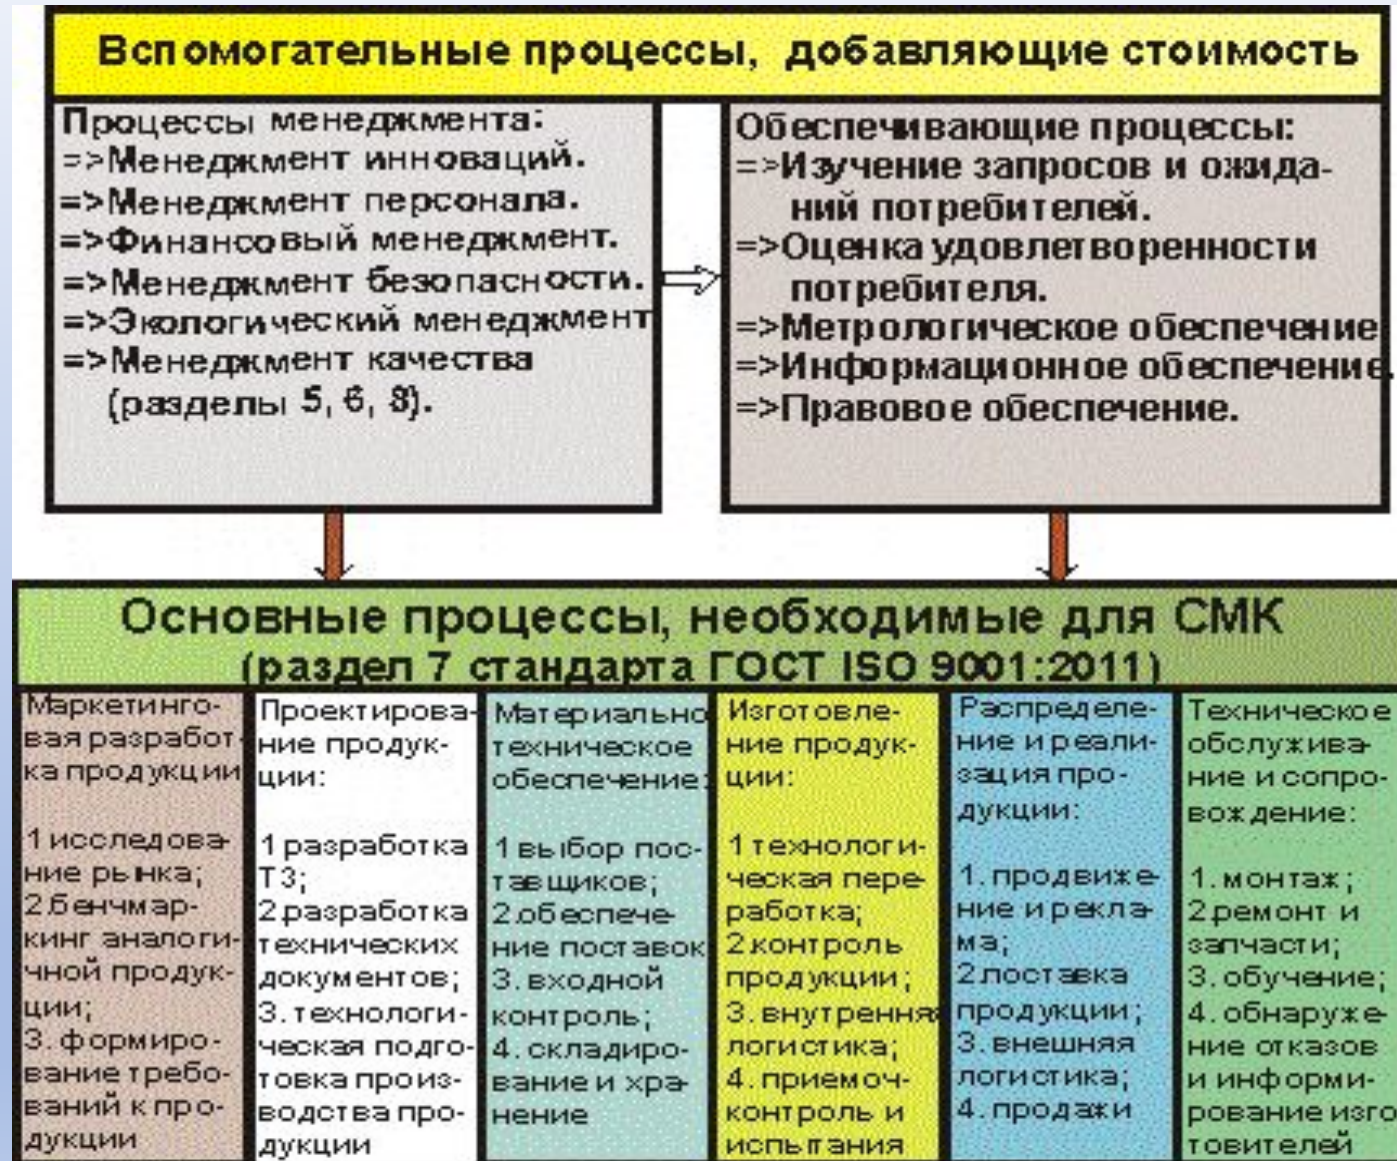 Вспомогательные процессы, добавляющие стоимость
Процессы менеджмента:
=>Менеджмент инноваций.
=>Менеджмент персонала.
=>Финансовый менеджмент.
=>Менеджмент безопасности.
=>Экологический менеджмент
=>Менеджмент качества
(разделы 5, 6, 8).
Обеспечивающие процессы:
=>Изучение запросов и ожида-
ний потребителей.
=>Оценка удовлетворенности
потребителя.
=>Метрологическое обеспечение
=>Информационное обеспечение.
=>Правовое обеспечение.
Основные процессы, необходимые для СМК
(раздел 7 стандарта ГОСТ ISO 9001:2011)
Маркетинго-
вая разработ-
ка продукции
1 исследова-
ние рынка;
2.бенчмар-
кинг аналоги-
чной продук-
ции;
3. формиро-
вание требо-
ваний к про-
дукции
Проектирова-
ние продук-
ции:
1 разработка
ТЗ;
2.разработка
технических
документов;
3. технологи-
ческая подго-
товка произ-
водства про-
дукции
Материально
техническое
обеспечение:
1 выбор пос-
тавщиков;
2.обеспече-
ние поставок
3. входной
контроль;
4. складиро-
вание и хра-
нение
Изготовле-
ние продук-
ции:
1 технологи-
ческая пере-
работка;
2.контроль
продукции;
3. внутренняя
логистика;
4. приемоч-
контроль и
испытания
Распределе-
ние и реали-
зация про-
дукции:
1. продвиже-
ние и рекла-
ма;
2.поставка
продукции;
3. внешняя
логистика;
4. продажи
Техническое
обслужива-
ние и сопро-
вождение:
1. монтаж;
2.ремонт и
запчасти;
3. обучение;
4. обнаруже-
ние отказов
и информи-
рование изго
товителей